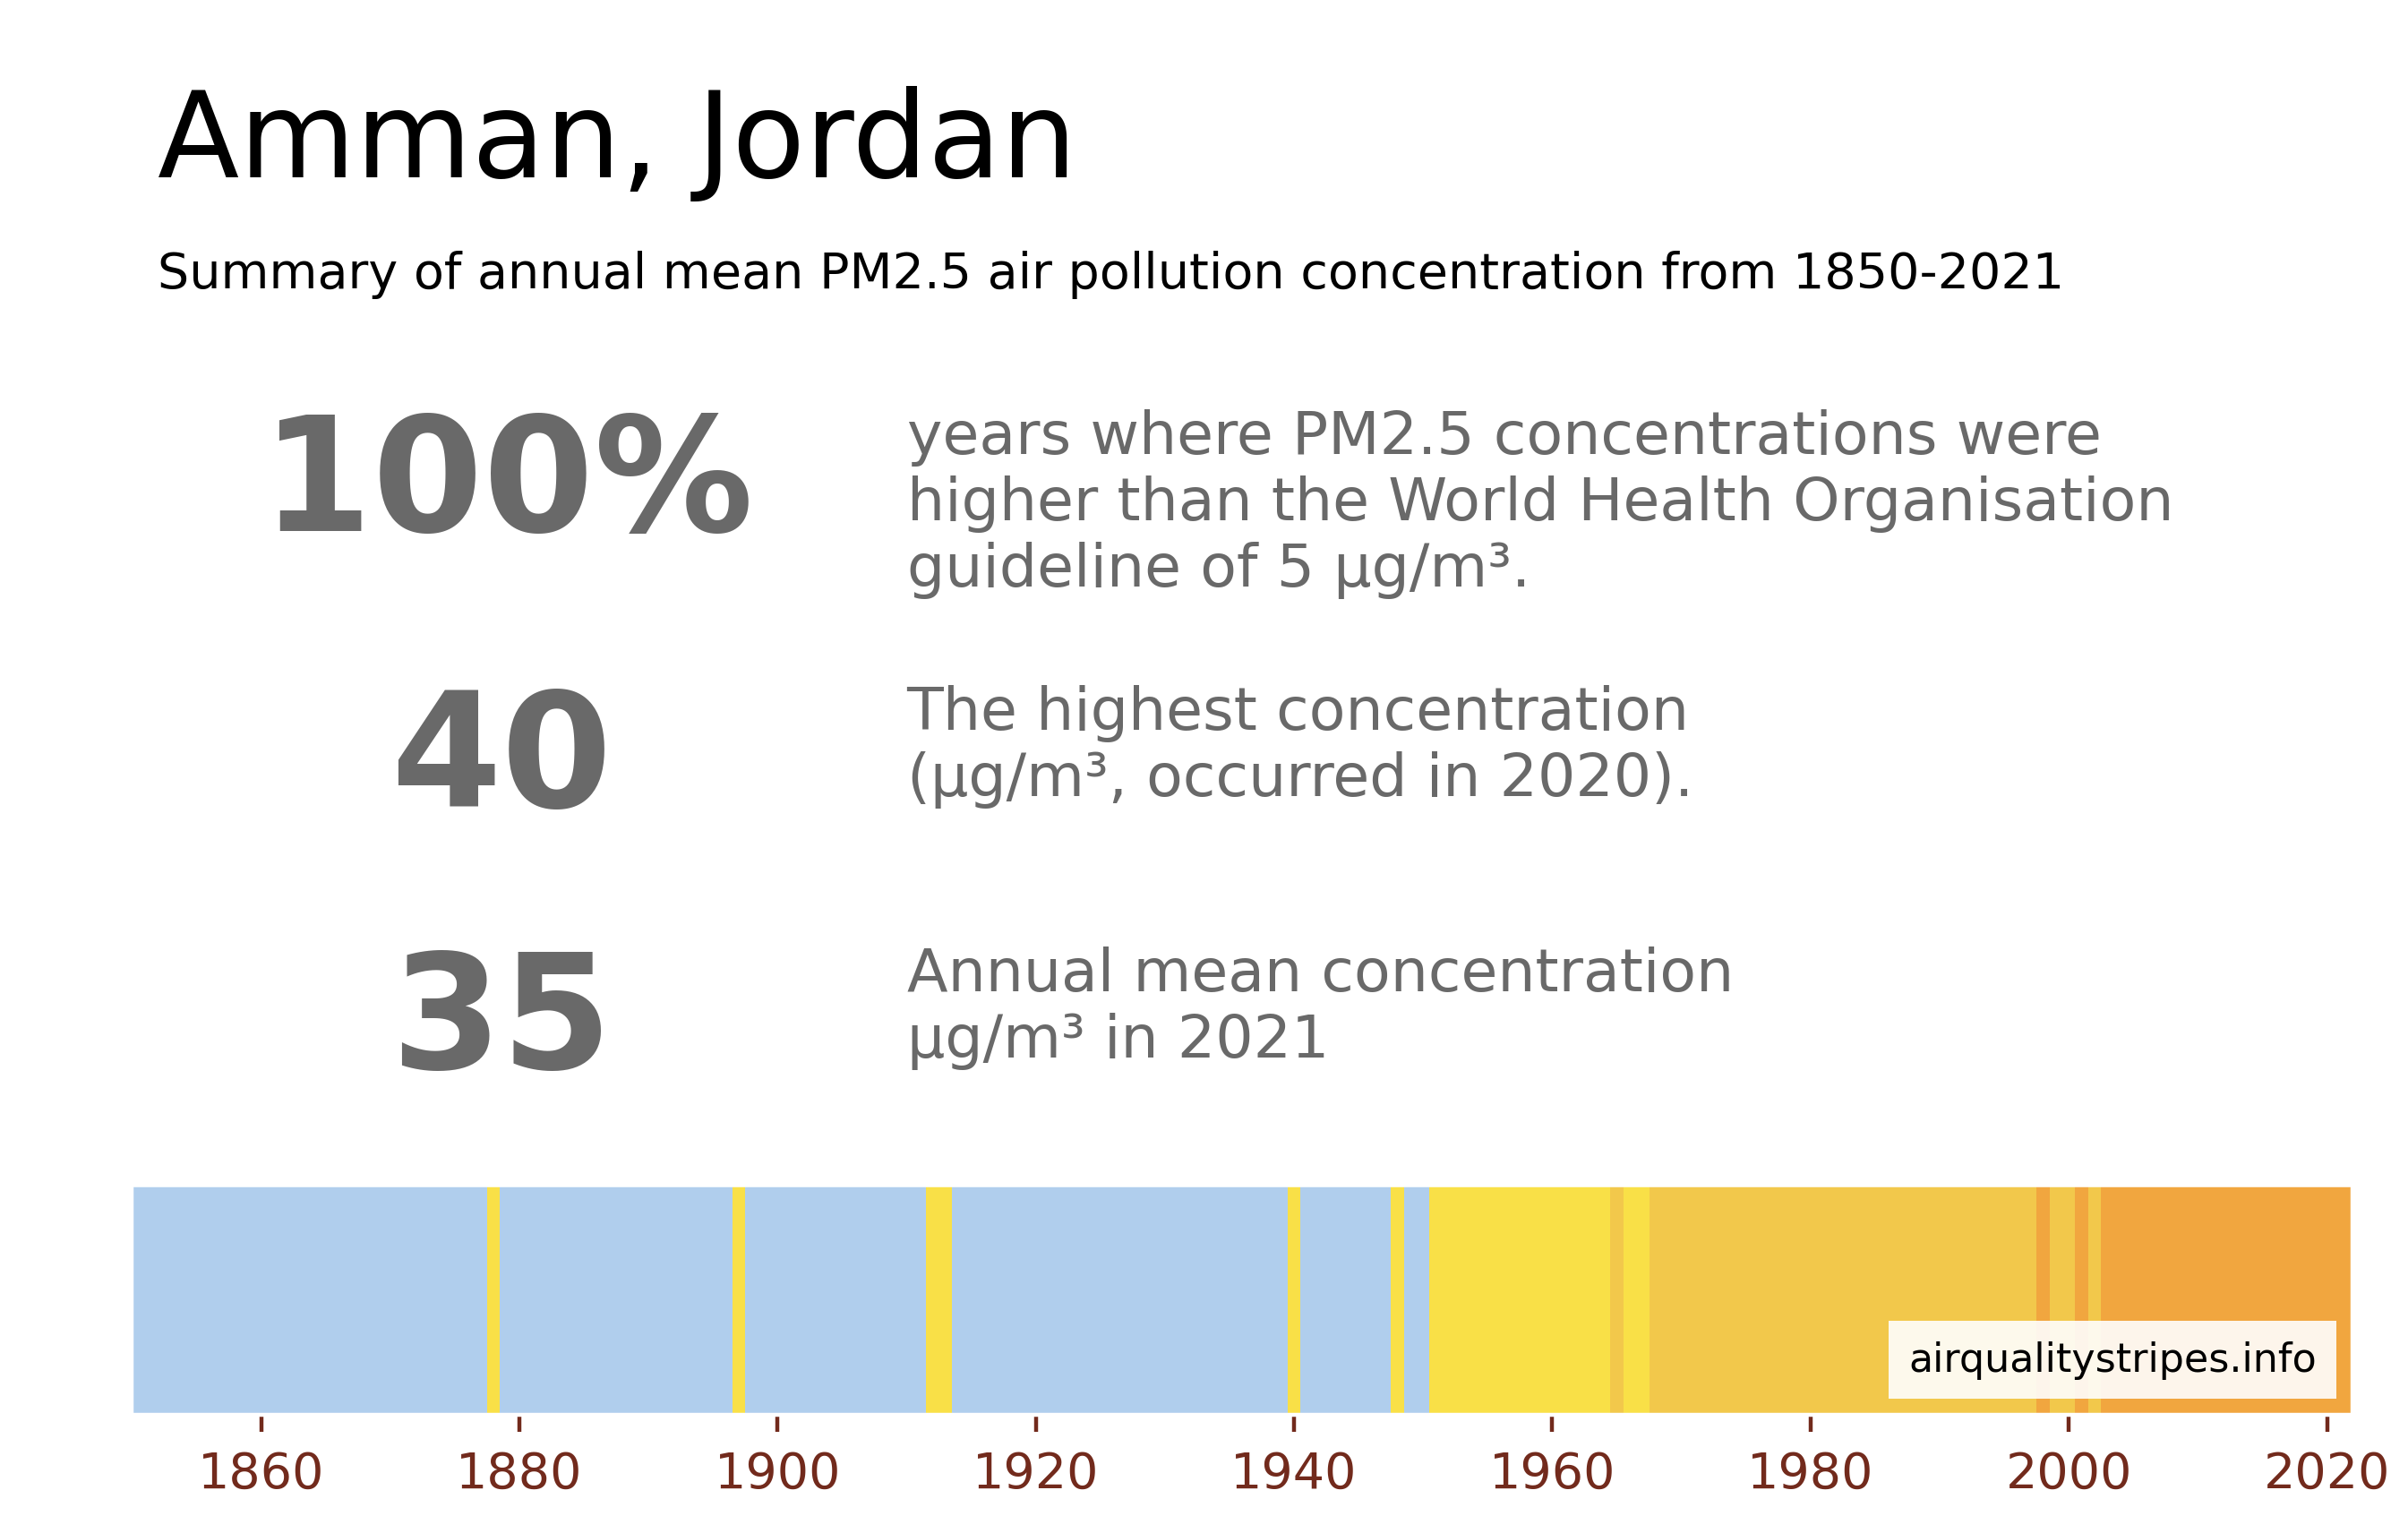 Amman, Jordan
Summary of annual mean PM2.5 air pollution concentration from 1850-2021
100%
years where PM2.5 concentrations were
higher than the World Health Organisation
guideline of 5 µg/m³.
40
The highest concentration
(µg/m³, occurred in 2020).
35
Annual mean concentration
µg/m³ in 2021
airqualitystripes.info
1860 1880 1900 1920 1940 1960 1980 2000 2020